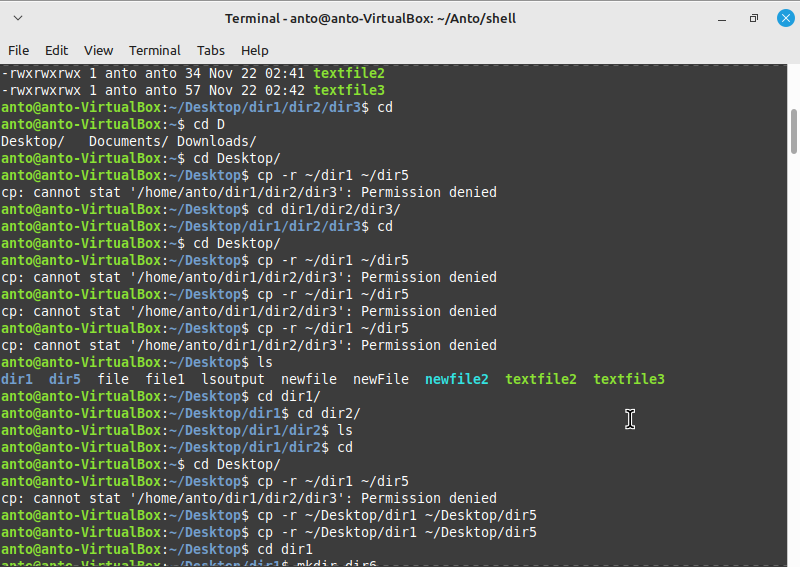 Terminal - anto@anto-VirtualBox: ~/Anto/shell
File Edit View Terminal Tabs Help
-rwxrwxrwx 1 anto anto 34 Nov 22 02:41 textfile2
-rwxrwxrwx 1 anto anto 57 Nov 22 02:42 textfile3
anto@anto-VirtualBox:~/Desktop/dir1/dir2/dir3$ cd
anto@anto-VirtualBox:~$ cd D
Desktop/   Documents/ Downloads/
anto@anto-VirtualBox:~$ cd Desktop/
anto@anto-VirtualBox:~/Desktop$ cp -r ~/dir1 ~/dir5
cp: cannot stat '/home/anto/dir1/dir2/dir3': Permission denied
anto@anto-VirtualBox:~/Desktop$ cd dir1/dir2/dir3/
anto@anto-VirtualBox:~/Desktop/dir1/dir2/dir3$ cd
anto@anto-VirtualBox:~$ cd Desktop/
anto@anto-VirtualBox:~/Desktop$ cp -r ~/dir1 ~/dir5
cp: cannot stat '/home/anto/dir1/dir2/dir3': Permission denied
anto@anto-VirtualBox:~/Desktop$ cp -r ~/dir1 ~/dir5
cp: cannot stat '/home/anto/dir1/dir2/dir3': Permission denied
anto@anto-VirtualBox:~/Desktop$ cp -r ~/dir1 ~/dir5
cp: cannot stat '/home/anto/dir1/dir2/dir3': Permission denied
anto@anto-VirtualBox:~/Desktop$ ls
dir1  dir5  file  file1  lsoutput  newfile  newFile  newfile2  textfile2  textfile3
anto@anto-VirtualBox:~/Desktop$ cd dir1/
anto@anto-VirtualBox:~/Desktop/dir1$ cd dir2/
anto@anto-VirtualBox:~/Desktop/dir1/dir2$ ls
anto@anto-VirtualBox:~/Desktop/dir1/dir2$ cd
anto@anto-VirtualBox:~$ cd Desktop/
anto@anto-VirtualBox:~/Desktop$ cp -r ~/dir1 ~/dir5
cp: cannot stat '/home/anto/dir1/dir2/dir3': Permission denied
anto@anto-VirtualBox:~/Desktop$ cp -r ~/Desktop/dir1 ~/Desktop/dir5
anto@anto-VirtualBox:~/Desktop$ cp -r ~/Desktop/dir1 ~/Desktop/dir5
anto@anto-VirtualBox:~/Desktop$ cd dir1
anto@anto-VirtualBox:~/Desktop/dir1$ mkdir dir6